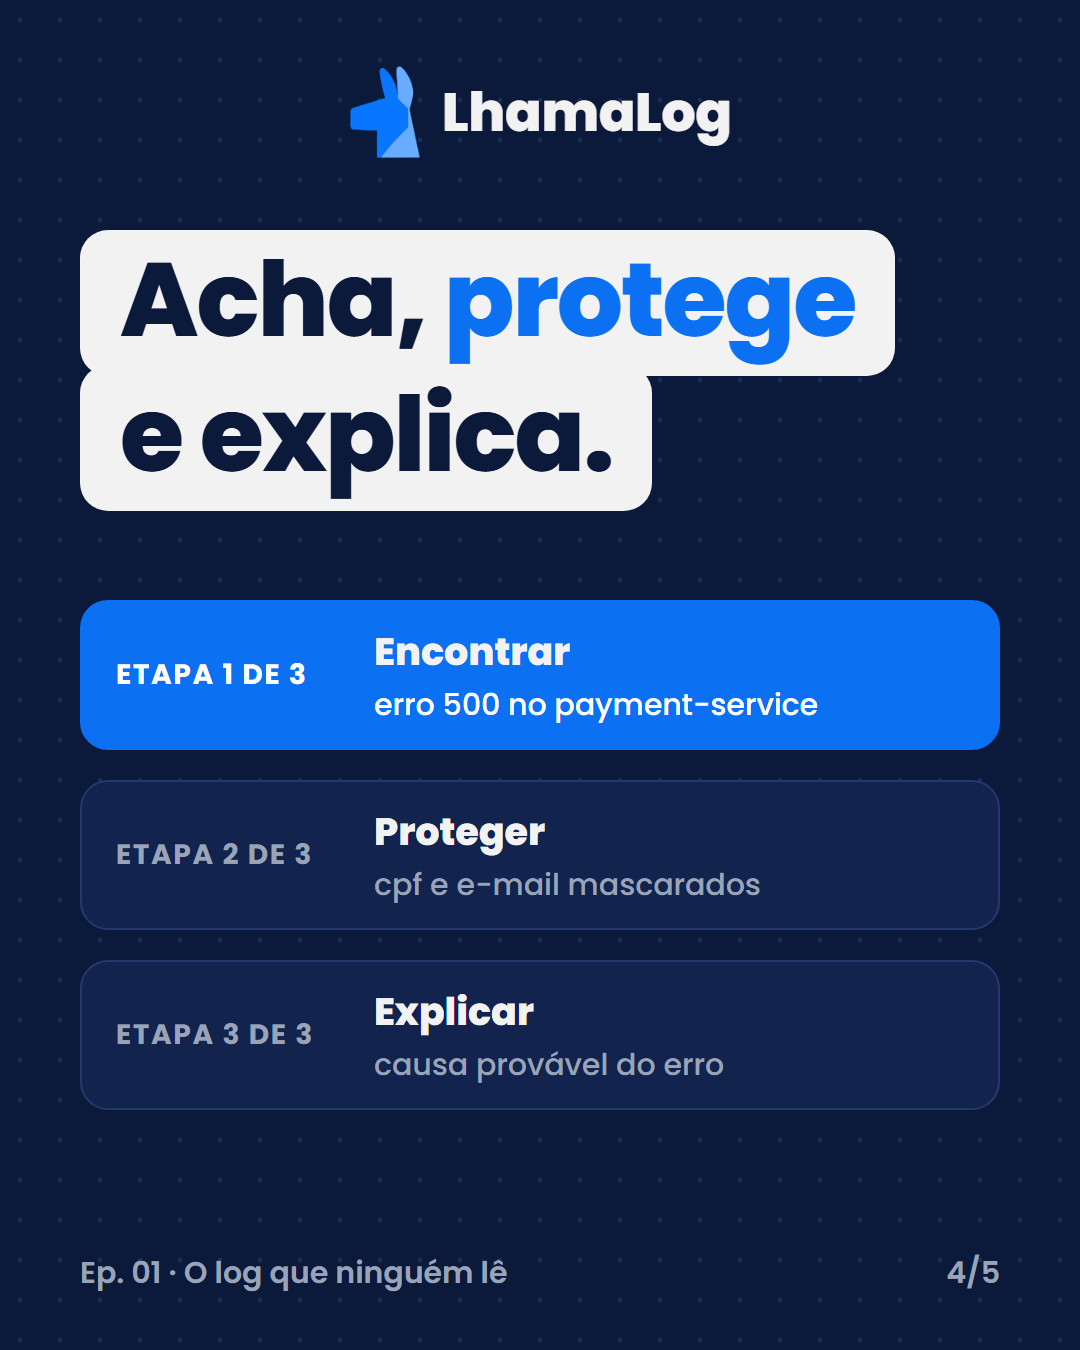 LhamaLog
Acha, protege
e explica.
ETAPA 1 DE 3
Encontrar
erro 500 no payment-service
ETAPA 2 DE 3
Proteger
cpf e e-mail mascarados
ETAPA 3 DE 3
Explicar
causa provável do erro
Ep. 01 · O log que ninguém lê
4/5